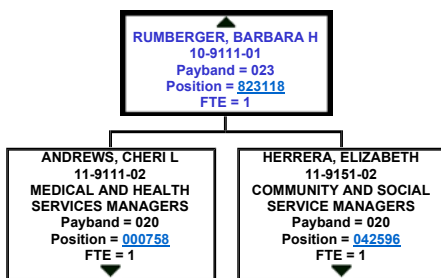 RUMBERGER, BARBARA H
10-9111-01
Payband = 023
Position = 823118
FTE = 1
ANDREWS, CHERI L
11-9111-02
MEDICAL AND HEALTH
SERVICES MANAGERS
Payband = 020
Position = 000758
FTE = 1
HERRERA, ELIZABETH
11-9151-02
COMMUNITY AND SOCIAL
SERVICE MANAGERS
Payband = 020
Position = 042596
FTE = 1